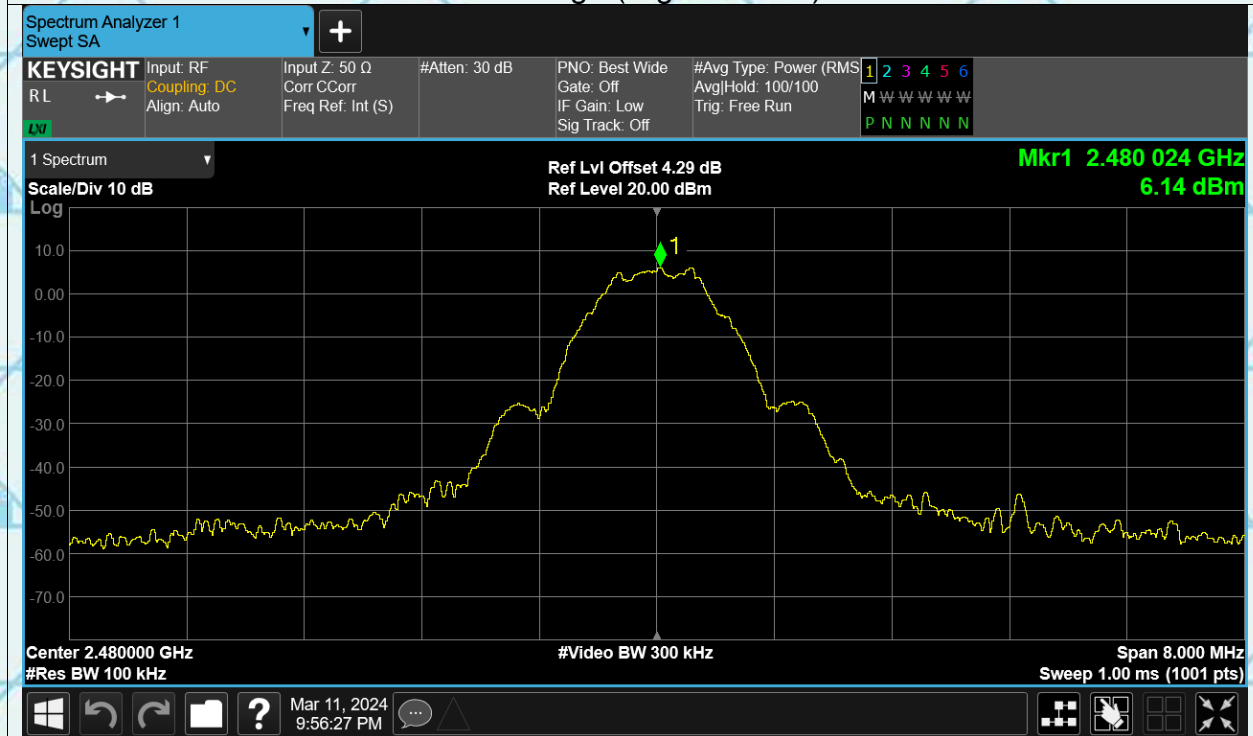 Spectrum Analyzer 1
Swept SA
+
KEYSIGHT
RL
LXI
Input: RF
Coupling: DC
Align: Auto
Input Z: 50 Ω
Corr CCorr
Freq Ref: Int (S)
#Atten: 30 dB
PNO: Best Wide
Gate: Off
IF Gain: Low
Sig Track: Off
#Avg Type: Power (RMS
Avg|Hold: 100/100
Trig: Free Run
1 2 3 4 5 6
M W W W W W
P N N N N N
1 Spectrum
Scale/Div 10 dB
Log
Ref Lvl Offset 4.29 dB
Ref Level 20.00 dBm
Mkr1 2.480 024 GHz
6.14 dBm
1
10.0
0.00
-10.0
-20.0
-30.0
-40.0
-50.0
-60.0
-70.0
Center 2.480000 GHz
#Res BW 100 kHz
#Video BW 300 kHz
Span 8.000 MHz
Sweep 1.00 ms (1001 pts)
?
Mar 11, 2024
9:56:27 PM